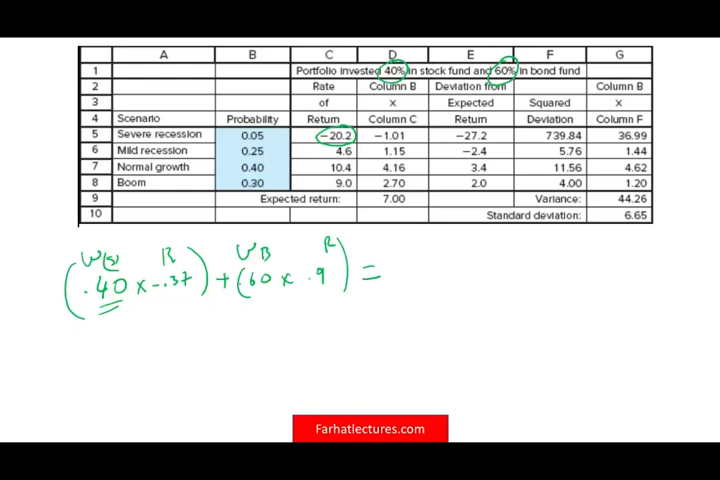 A B C D E F G
1 Portfolio invested 40% in stock fund and 60% in bond fund
2 Rate Column B Deviation from Column B
3 of x Expected Squared x
4 Scenario Probability Return Column C Return Deviation Column F
5 Severe recession 0.05 −20.2 −1.01 −27.2 739.84 36.99
6 Mild recession 0.25 4.6 1.15 −2.4 5.76 1.44
7 Normal growth 0.40 10.4 4.16 3.4 11.56 4.62
8 Boom 0.30 9.0 2.70 2.0 4.00 1.20
9 Expected return: 7.00 Variance: 44.26
10 Standard deviation: 6.65
W(s) R WB R
(.40 x -.37) + (.60 x .9) =
Farhatlectures.com